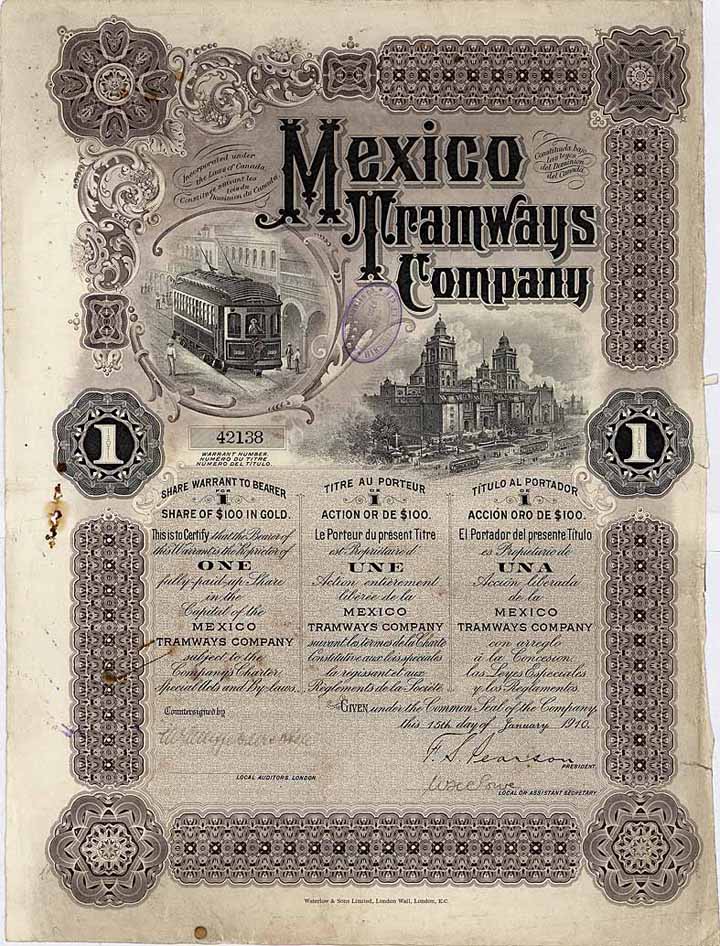 Incorporated under
the Laws of Canada.
Constituée suivant les
lois du
Dominion du Canada.
Constituida bajo
las leyes
del Dominion
del Canadá.
Mexico
Tramways
Company
42138
WARRANT NUMBER.
NUMÉRO DU TITRE.
NUMERO DEL TÍTULO.
1
1
SHARE WARRANT TO BEARER
FOR
1
SHARE OF $100 IN GOLD.
This is to Certify that the Bearer of
this Warrant is the Proprietor of
ONE
fully-paid-up Share
in the
Capital of the
MEXICO
TRAMWAYS COMPANY
subject to the
Company's Charter,
special Acts and By-laws.
TITRE AU PORTEUR
DE
1
ACTION OR DE $100.
Le Porteur du présent Titre
est Propriétaire d'
UNE
Action entièrement
libérée de la
MEXICO
TRAMWAYS COMPANY
suivant les termes de la Charte
Constitutive aux lois speciales
la régissant et aux
Règlements de la Société
TÍTULO AL PORTADOR
DE
1
ACCIÓN ORO DE $100.
El Portador del presente Título
es Propietario de
UNA
Acción liberada
de la
MEXICO
TRAMWAYS COMPANY
con arreglo
á la Concesion
las Leyes Especiales
y los Reglamentos.
GIVEN under the Common Seal of the Company
this 15th day of January 1910.
Countersigned by
LOCAL AUDITORS, LONDON
F. S. Pearson
PRESIDENT.
LOCAL OR ASSISTANT SECRETARY
Waterlow & Sons Limited, London Wall, London, E.C.